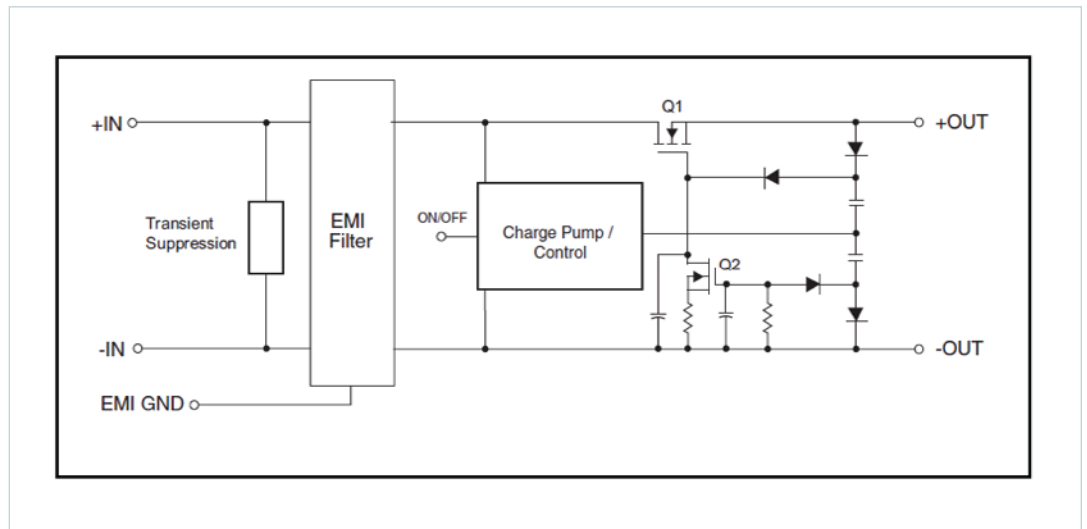 Q1
+IN
+OUT
Transient
Suppression
EMI
Filter
ON/OFF
Charge Pump /
Control
Q2
-IN
-OUT
EMI GND